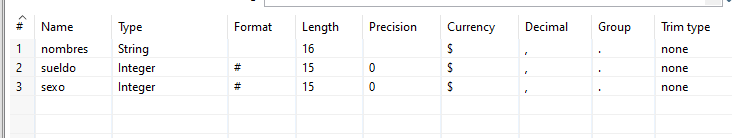 # Name Type Format Length Precision Currency Decimal Group Trim type
1 nombres String 16 $ , . none
2 sueldo Integer # 15 0 $ , . none
3 sexo Integer # 15 0 $ , . none